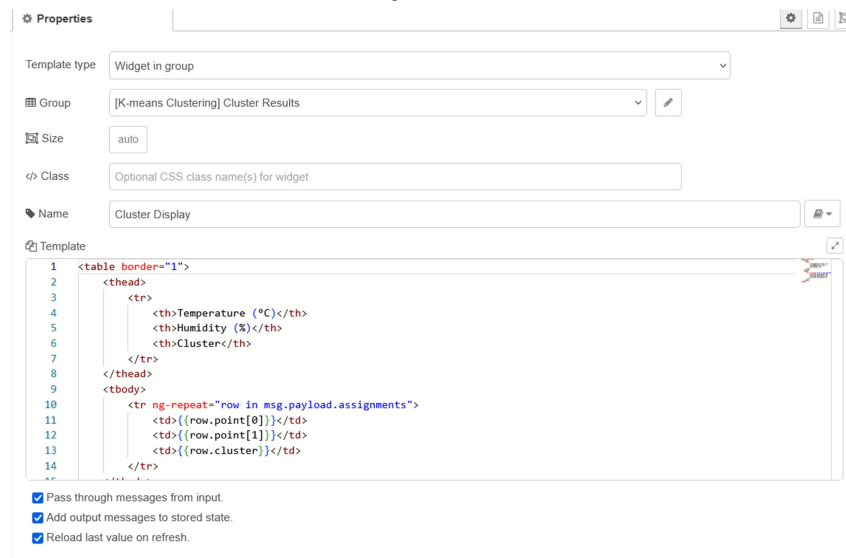 Properties
Template type
Widget in group
Group
[K-means Clustering] Cluster Results
Size
auto
Class
Optional CSS class name(s) for widget
Name
Cluster Display
Template
1 <table border="1">
2 <thead>
3 <tr>
4 <th>Temperature (°C)</th>
5 <th>Humidity (%)</th>
6 <th>Cluster</th>
7 </tr>
8 </thead>
9 <tbody>
10 <tr ng-repeat="row in msg.payload.assignments">
11 <td>{{row.point[0]}}</td>
12 <td>{{row.point[1]}}</td>
13 <td>{{row.cluster}}</td>
14 </tr>
Pass through messages from input.
Add output messages to stored state.
Reload last value on refresh.